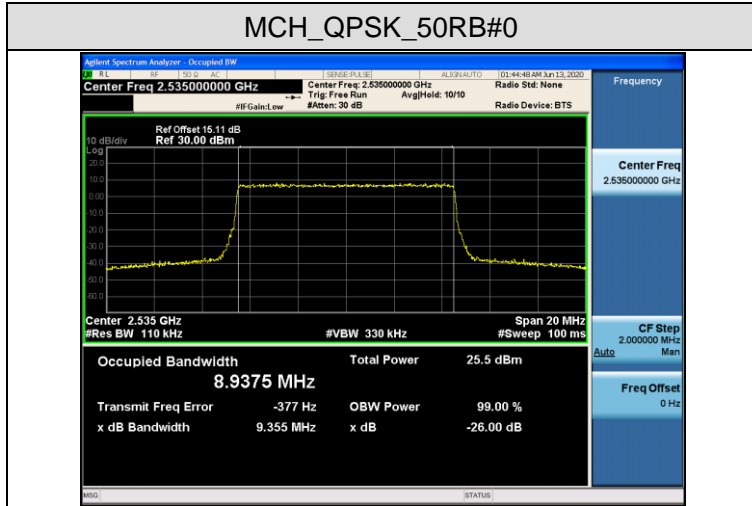 MCH_QPSK_50RB#0
Agilent Spectrum Analyzer - Occupied BW
RL RF 50 Ω AC SENSE:PULSE ALIGNAUTO 01:44:48 AM Jun 13, 2020
Center Freq 2.535000000 GHz
Center Freq: 2.535000000 GHz
Radio Std: None
Trig: Free Run Avg|Hold: 10/10
#IFGain:Low #Atten: 30 dB Radio Device: BTS
Ref Offset 15.11 dB
10 dB/div Ref 30.00 dBm
Log
20.0
10.0
0.00
-10.0
-20.0
-30.0
-40.0
-50.0
-60.0
Center 2.535 GHz Span 20 MHz
#Res BW 110 kHz #VBW 330 kHz #Sweep 100 ms
Occupied Bandwidth Total Power 25.5 dBm
8.9375 MHz
Transmit Freq Error -377 Hz OBW Power 99.00 %
x dB Bandwidth 9.355 MHz x dB -26.00 dB
Frequency
Center Freq
2.535000000 GHz
CF Step
2.000000 MHz
Auto Man
Freq Offset
0 Hz
MSG STATUS